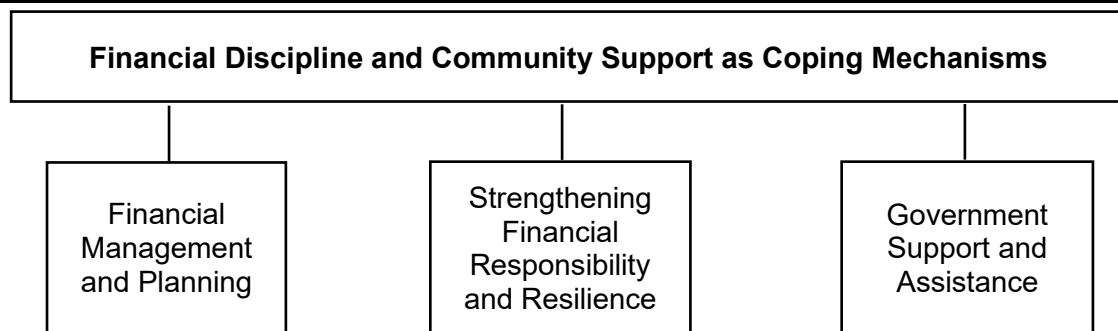 Financial Discipline and Community Support as Coping Mechanisms
Financial
Management
and Planning
Strengthening
Financial
Responsibility
and Resilience
Government
Support and
Assistance